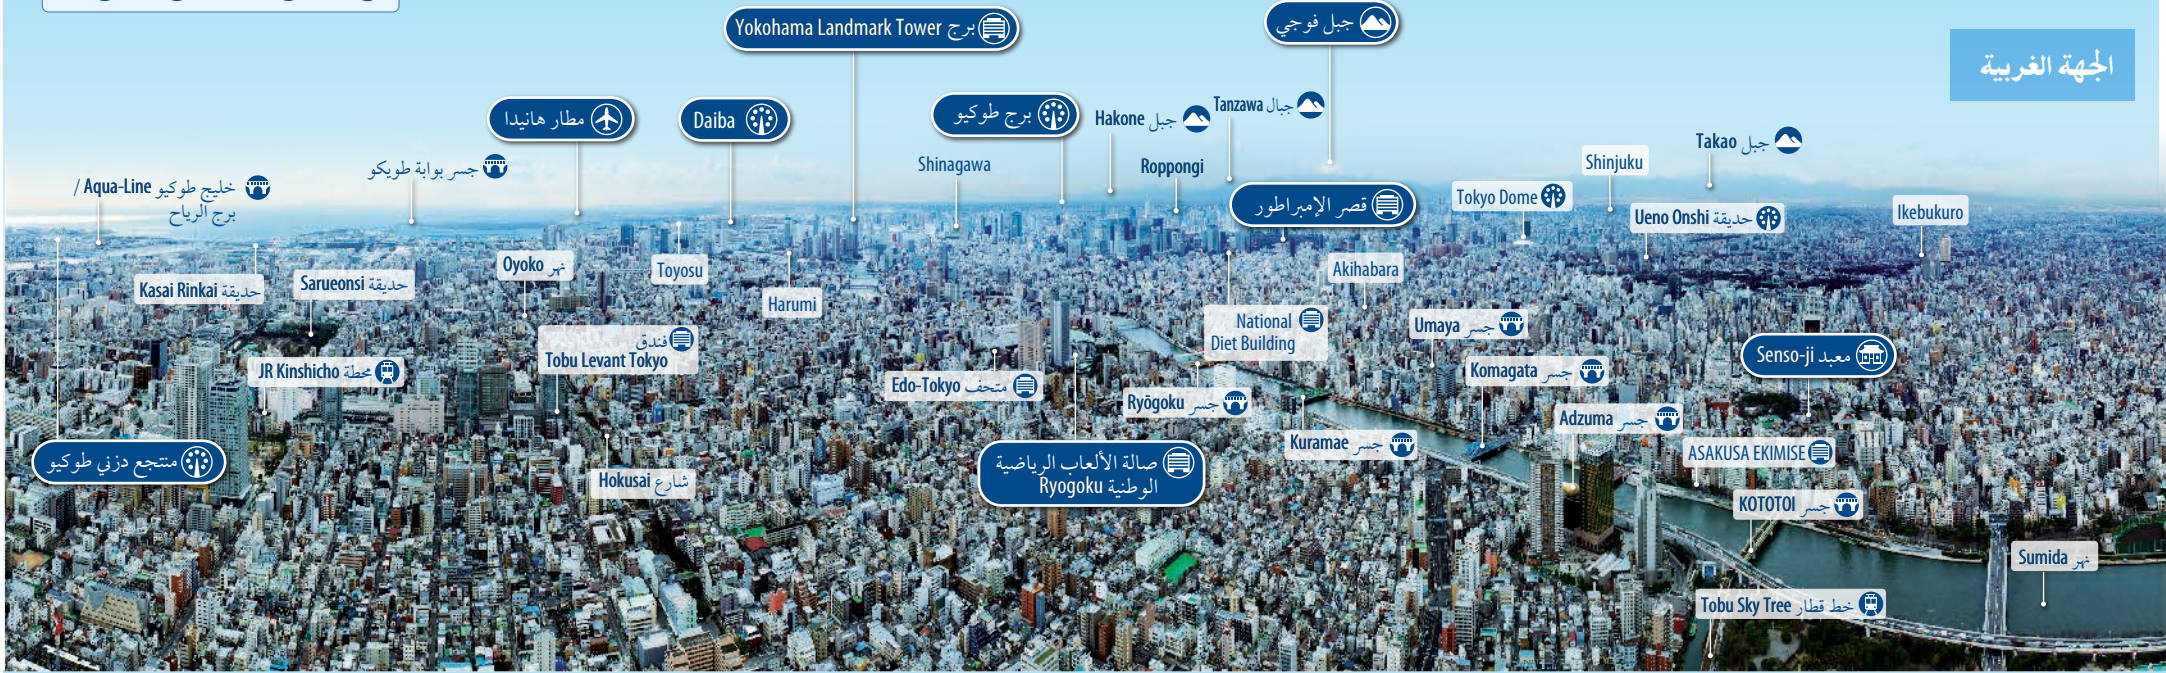 الجهة الغربية
جبل فوجي
برج Yokohama Landmark Tower
جبال Tanzawa
جبل Hakone
برج طوكيو
Daiba
مطار هانيدا
جبل Takao
Shinjuku
Roppongi
Shinagawa
جسر بوابة طويكو
خليج طوكيو Aqua-Line /
برج الرياح
Ikebukuro
حديقة Ueno Onshi
Tokyo Dome
قصر الإمبراطور
Akihabara
Toyosu
نهر Oyoko
حديقة Sarueonsi
حديقة Kasai Rinkai
Harumi
National
Diet Building
جسر Umaya
معبد Senso-ji
جسر Komagata
فندق
Tobu Levant Tokyo
محطة JR Kinshicho
متحف Edo-Tokyo
جسر Ryōgoku
جسر Adzuma
جسر Kuramae
ASAKUSA EKIMISE
صالة الألعاب الرياضية
الوطنية Ryogoku
منتجع دزني طوكيو
شارع Hokusai
جسر KOTOTOI
نهر Sumida
خط قطار Tobu Sky Tree